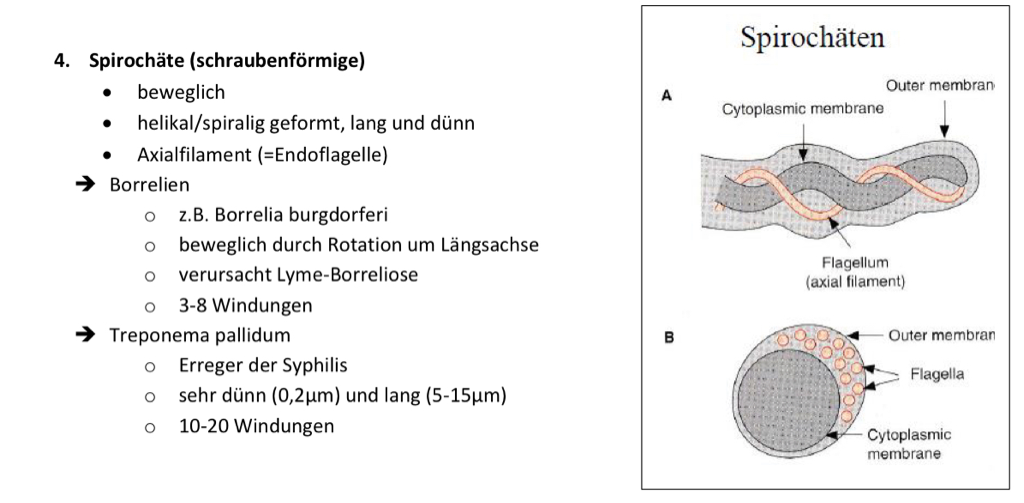 4. Spirochäte (schraubenförmige)
• beweglich
• helikal/spiralig geformt, lang und dünn
• Axialfilament (=Endoflagelle)
➔ Borrelien
o z.B. Borrelia burgdorferi
o beweglich durch Rotation um Längsachse
o verursacht Lyme-Borreliose
o 3-8 Windungen
➔ Treponema pallidum
o Erreger der Syphilis
o sehr dünn (0,2µm) und lang (5-15µm)
o 10-20 Windungen
Spirochäten
A
Outer membran
Cytoplasmic membrane
Flagellum
(axial filament)
B
Outer membran
Flagella
Cytoplasmic
membrane